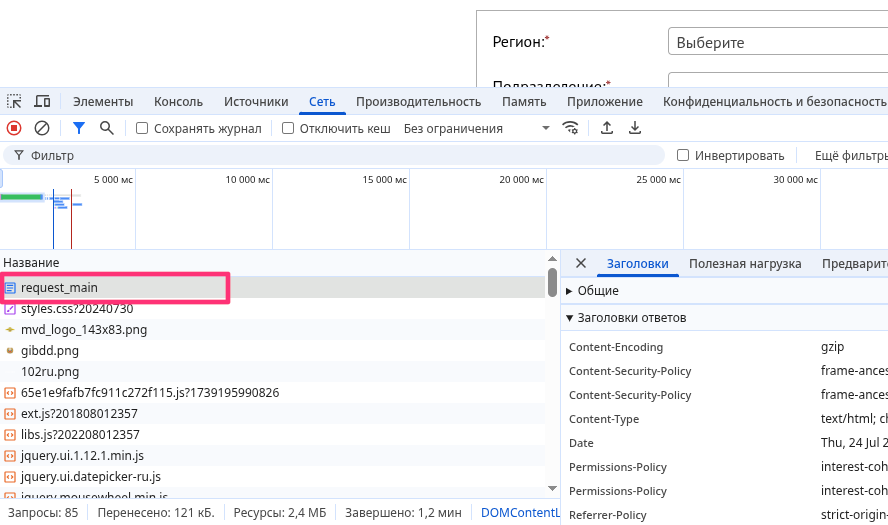 Регион:*
Выберите
Подразделение:*
Элементы Консоль Источники Сеть Производительность Память Приложение Конфиденциальность и безопасность
Сохранять журнал Отключить кеш Без ограничения
Фильтр Инвертировать Ещё фильтры
5 000 мс 10 000 мс 15 000 мс 20 000 мс 25 000 мс 30 000 мс
Название
request_main
styles.css?20240730
mvd_logo_143x83.png
gibdd.png
102ru.png
65e1e9fafb7fc911c272f115.js?1739195990826
ext.js?201808012357
libs.js?202208012357
jquery.ui.1.12.1.min.js
jquery.ui.datepicker-ru.js
jquery.mousewheel.min.js
Запросы: 85 Перенесено: 121 кБ. Ресурсы: 2,4 МБ Завершено: 1,2 мин DOMContentL
Заголовки Полезная нагрузка Предварит
Общие
Заголовки ответов
Content-Encoding gzip
Content-Security-Policy frame-ances
Content-Security-Policy frame-ances
Content-Type text/html; ch
Date Thu, 24 Jul 2
Permissions-Policy interest-coh
Permissions-Policy interest-coh
Referrer-Policy strict-origin-